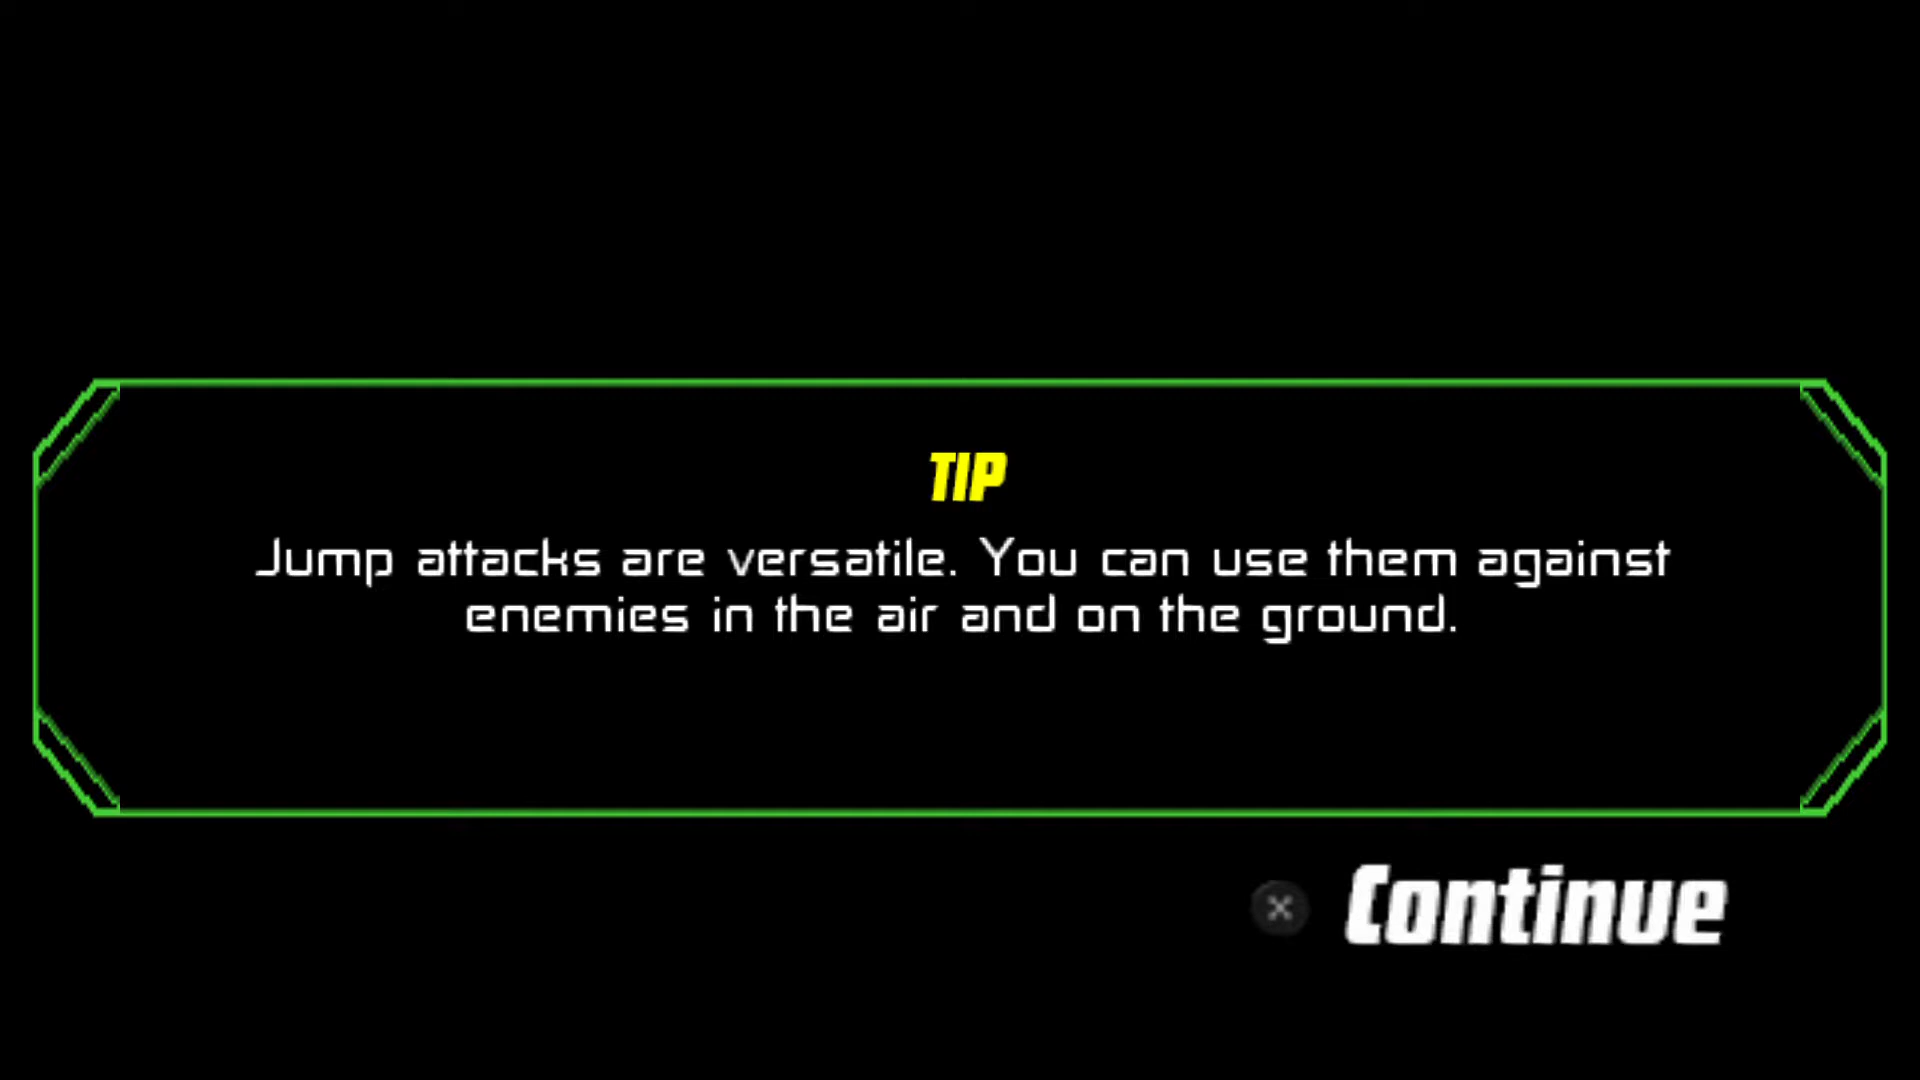 TIP
Jump attacks are versatile. You can use them against
enemies in the air and on the ground.
Continue